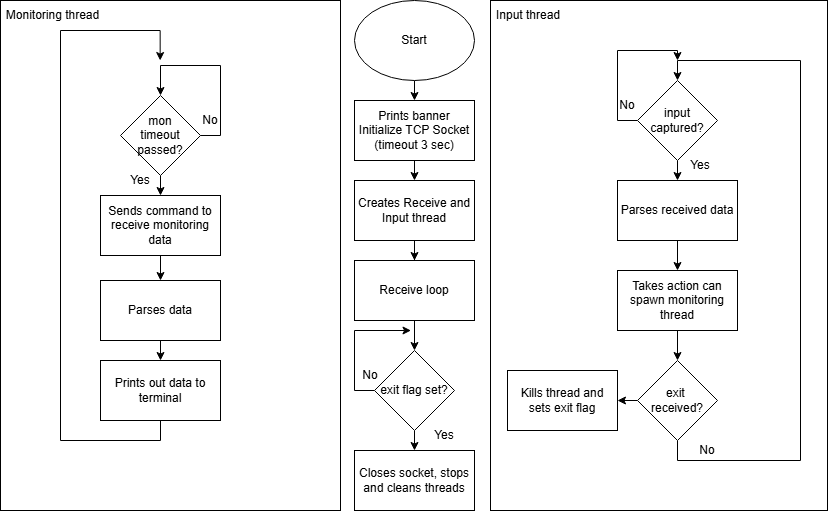 Monitoring thread
mon
timeout
passed?
No
Yes
Sends command to
receive monitoring
data
Parses data
Prints out data to
terminal
Start
Prints banner
Initialize TCP Socket
(timeout 3 sec)
Creates Receive and
Input thread
Receive loop
No
exit flag set?
Yes
Closes socket, stops
and cleans threads
Input thread
No
input
captured?
Yes
Parses received data
Takes action can
spawn monitoring
thread
Kills thread and
sets exit flag
exit
received?
No